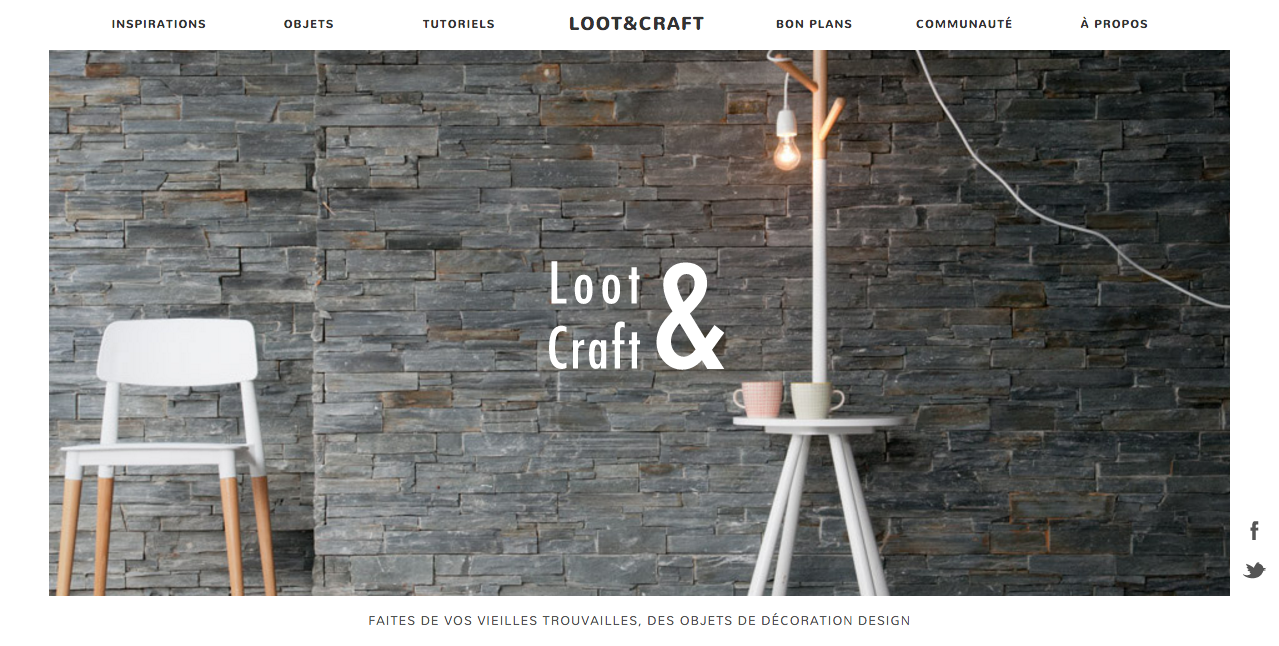 INSPIRATIONS OBJETS TUTORIELS LOOT&CRAFT BON PLANS COMMUNAUTÉ À PROPOS
Loot
Craft &
FAITES DE VOS VIEILLES TROUVAILLES, DES OBJETS DE DÉCORATION DESIGN